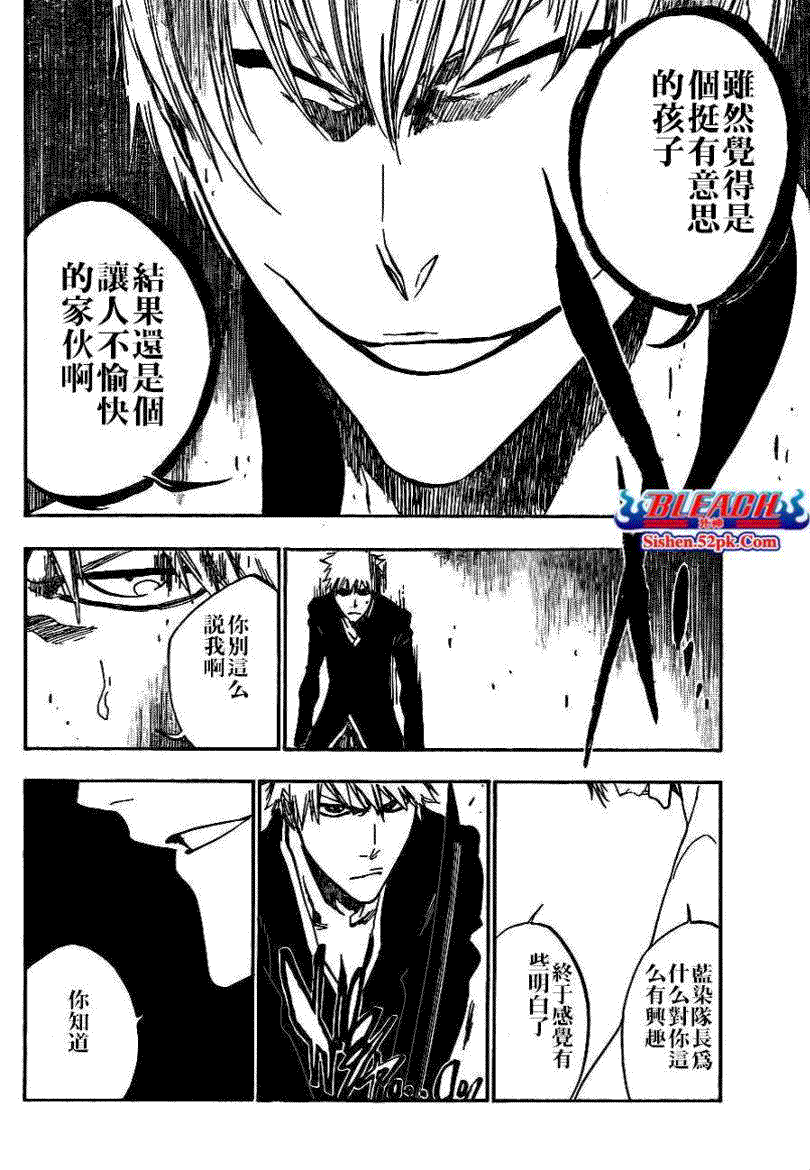 雖然覺得是
個挺有意思
的孩子
結果還是個
讓人不愉快
的家伙啊
BLEACH
死神
Sishen.52pk.Com
你別這么
說我啊
藍染隊長爲
什么對你這
么有興趣
終于感覺有
些明白了
你知道